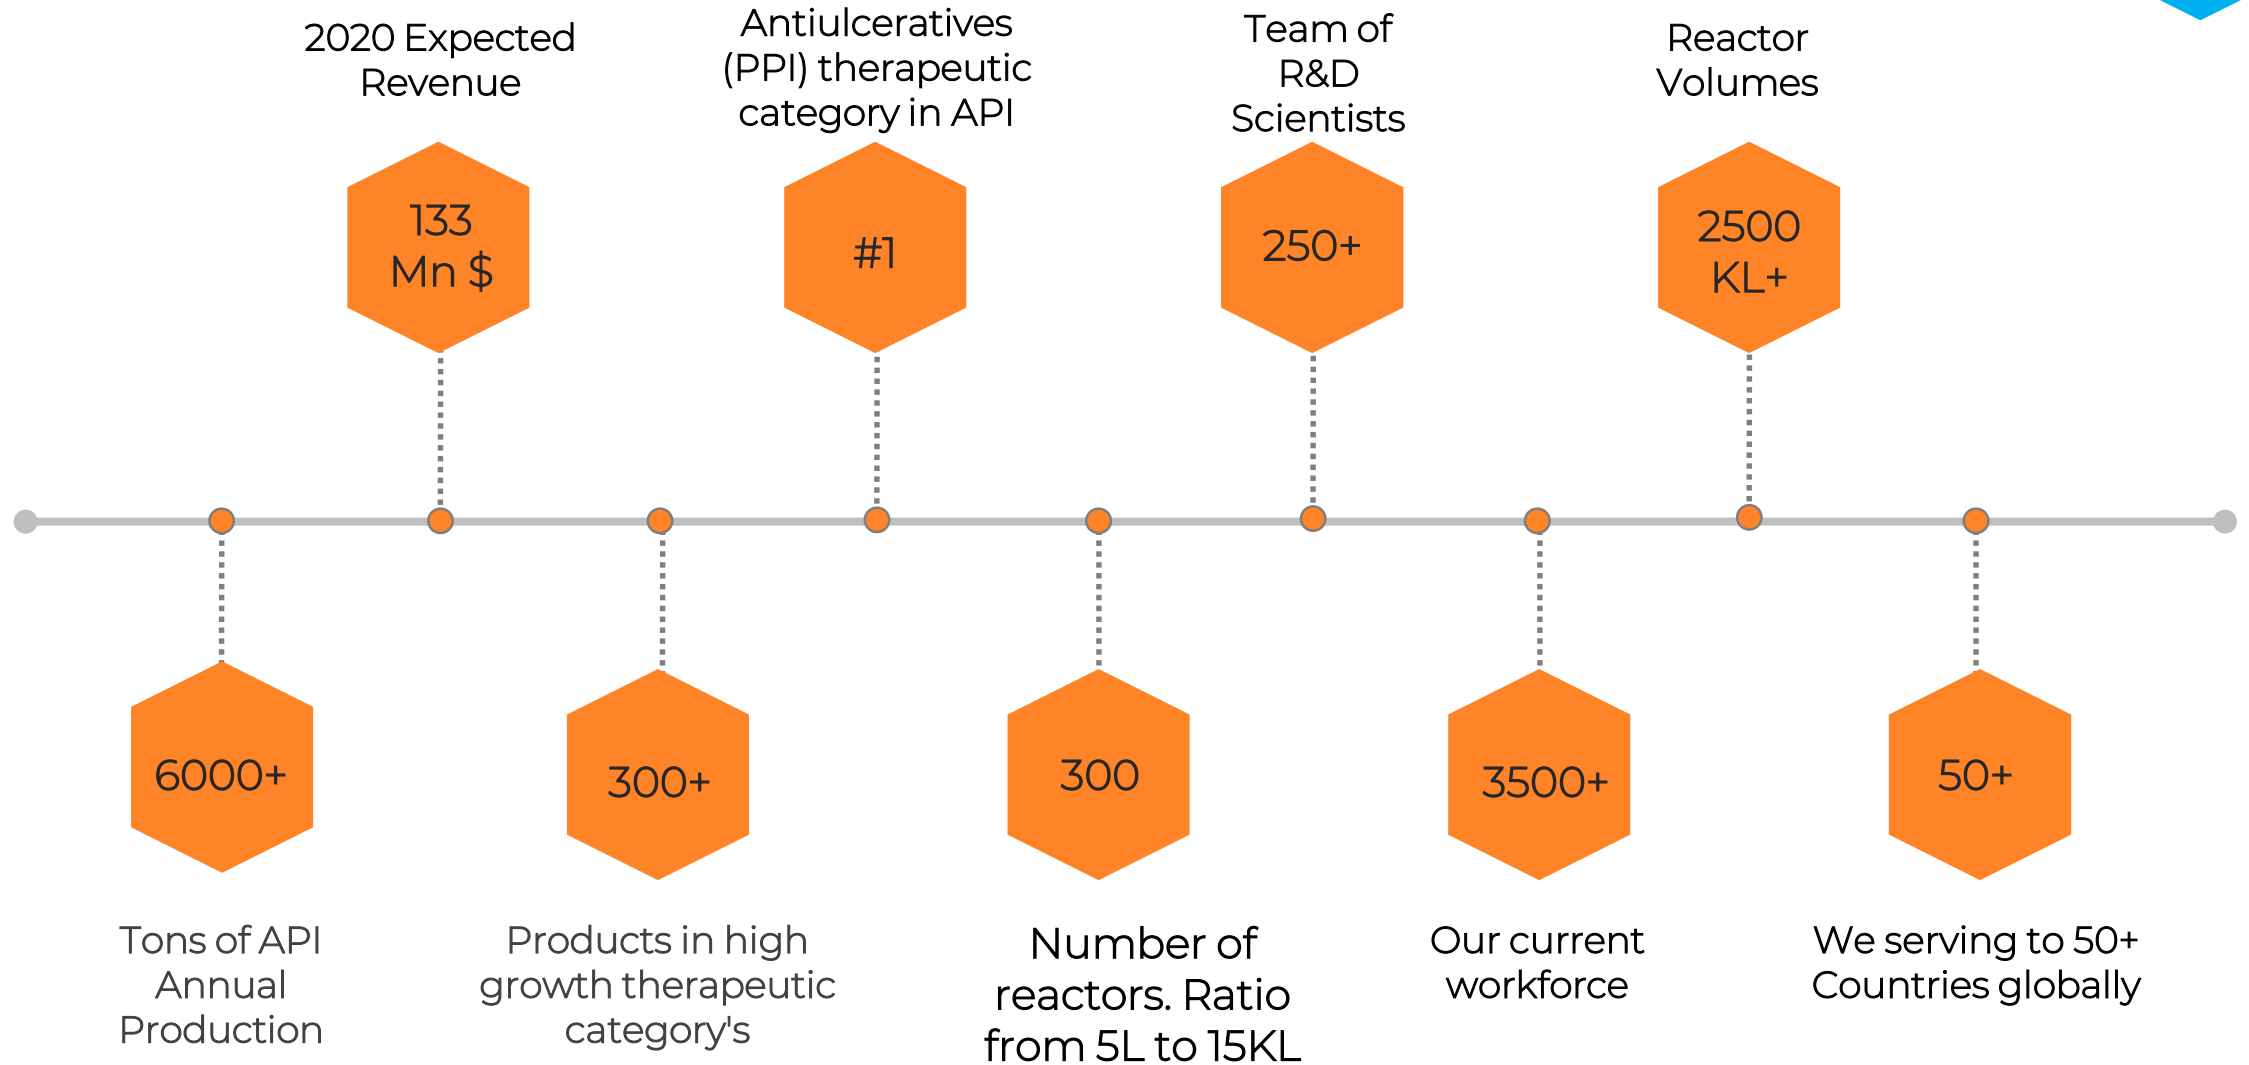 2020 Expected
Revenue
133
Mn $
Antiulceratives
(PPI) therapeutic
category in API
#1
Team of
R&D
Scientists
250+
Reactor
Volumes
2500
KL+
6000+
Tons of API
Annual
Production
300+
Products in high
growth therapeutic
category's
300
Number of
reactors. Ratio
from 5L to 15KL
3500+
Our current
workforce
50+
We serving to 50+
Countries globally